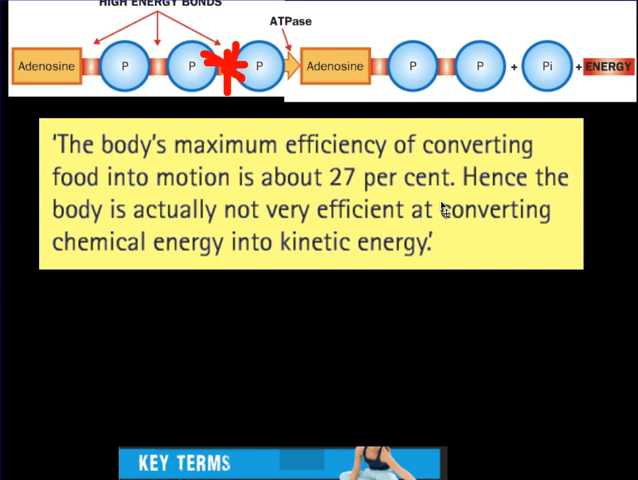 HIGH ENERGY BONDS
ATPase
Adenosine P P P Adenosine P P + Pi + ENERGY
'The body's maximum efficiency of converting
food into motion is about 27 per cent. Hence the
body is actually not very efficient at converting
chemical energy into kinetic energy.'
KEY TERMS